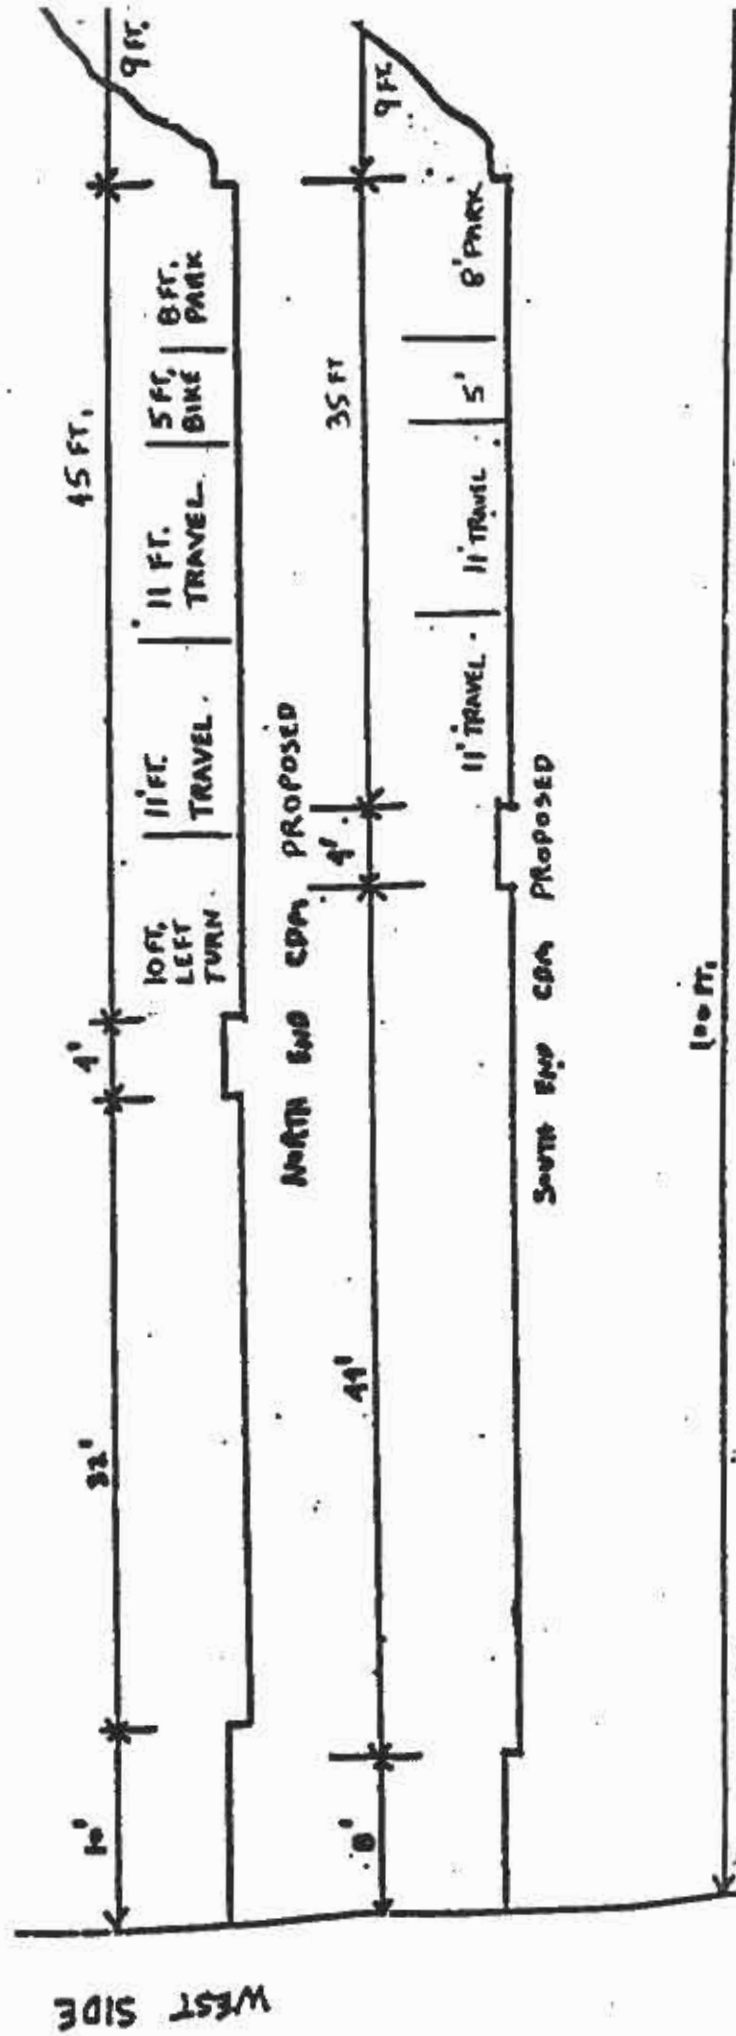 WEST SIDE
10'
32'
4'
45 FT.
9 FT.
10 FT.
LEFT
TURN
11 FT.
TRAVEL
11 FT.
TRAVEL
5 FT.
BIKE
8 FT.
PARK
NORTH END CDM PROPOSED
8'
44'
4'
35 FT
9 FT.
11' TRAVEL
11' TRAVEL
5'
8' PARK
SOUTH END CDM PROPOSED
100 FT.